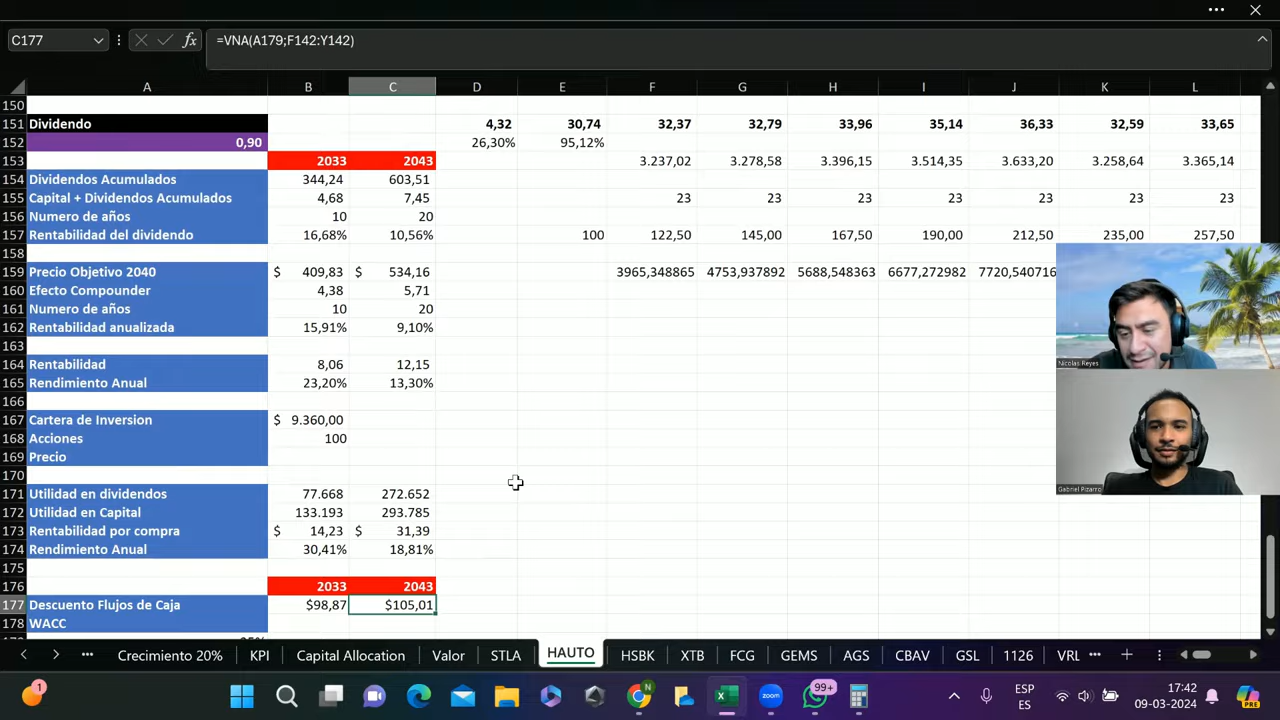 C177 fx =VNA(A179;F142:Y142)
A B C D E F G H I J K L
150
151 Dividendo 4,32 30,74 32,37 32,79 33,96 35,14 36,33 32,59 33,65
152 0,90 26,30% 95,12%
153 2033 2043 3.237,02 3.278,58 3.396,15 3.514,35 3.633,20 3.258,64 3.365,14
154 Dividendos Acumulados 344,24 603,51
155 Capital + Dividendos Acumulados 4,68 7,45 23 23 23 23 23 23 23
156 Numero de años 10 20
157 Rentabilidad del dividendo 16,68% 10,56% 100 122,50 145,00 167,50 190,00 212,50 235,00 257,50
158
159 Precio Objetivo 2040 $ 409,83 $ 534,16 3965,348865 4753,937892 5688,548363 6677,272982 7720,540716
160 Efecto Compounder 4,38 5,71
161 Numero de años 10 20
162 Rentabilidad anualizada 15,91% 9,10%
163
164 Rentabilidad 8,06 12,15
165 Rendimiento Anual 23,20% 13,30%
166
167 Cartera de Inversion $ 9.360,00
168 Acciones 100
169 Precio
170
171 Utilidad en dividendos 77.668 272.652
172 Utilidad en Capital 133.193 293.785
173 Rentabilidad por compra $ 14,23 $ 31,39
174 Rendimiento Anual 30,41% 18,81%
175
176 2033 2043
177 Descuento Flujos de Caja $98,87 $105,01
178 WACC
Nicolas Reyes
Gabriel Pizarro
Crecimiento 20% KPI Capital Allocation Valor STLA HAUTO HSBK XTB FCG GEMS AGS CBAV GSL 1126 VRL
1 N 99+ ESP 17:42
ES 09-03-2024 PRE